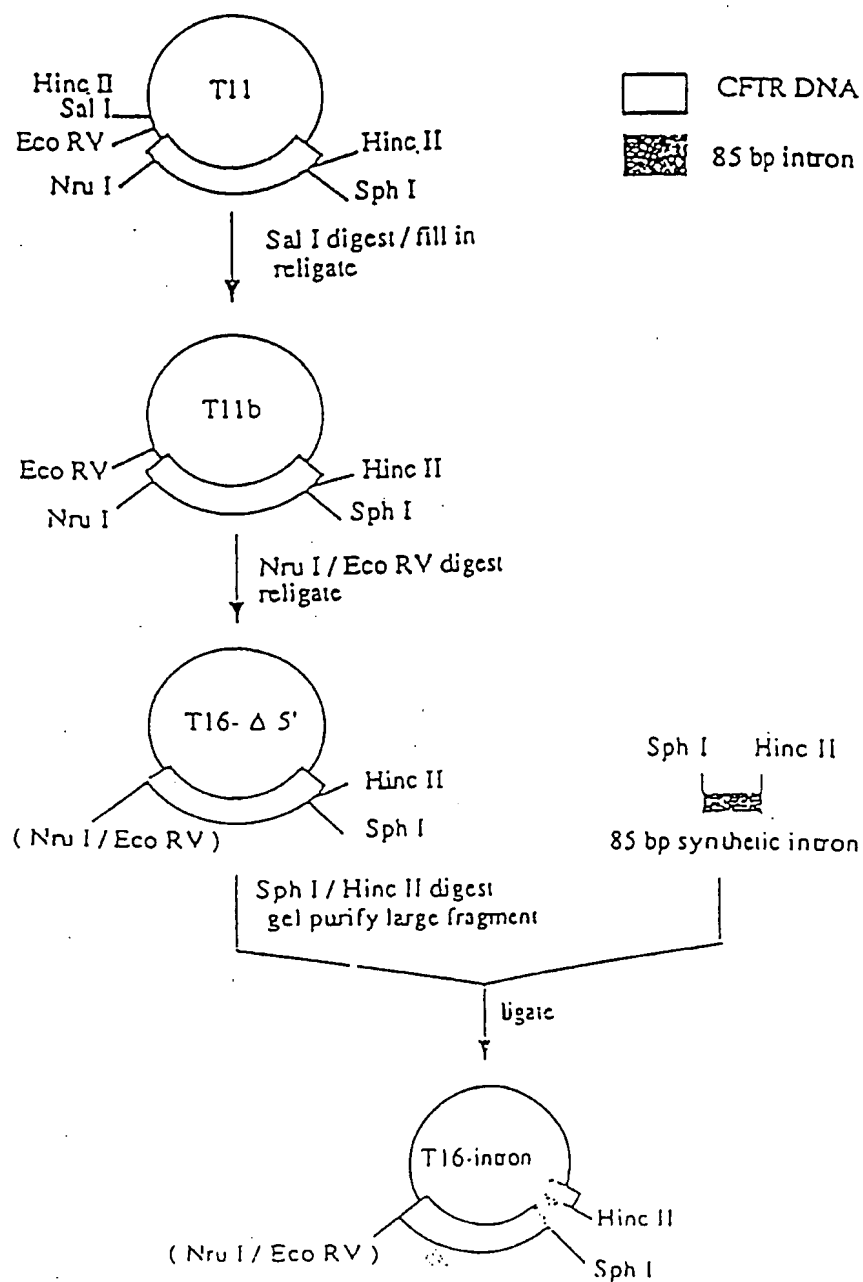 T11
Hinc II
Sal I
Eco RV
Nru I
Hinc II
Sph I
CFTR DNA
85 bp intron
Sal I digest / fill in
religate
T11b
Eco RV
Nru I
Hinc II
Sph I
Nru I / Eco RV digest
religate
T16- Δ 5'
Hinc II
Sph I
( Nru I / Eco RV )
Sph I Hinc II
85 bp synthetic intron
Sph I / Hinc II digest
gel purify large fragment
ligate
T16-intron
Hinc II
( Nru I / Eco RV )
Sph I